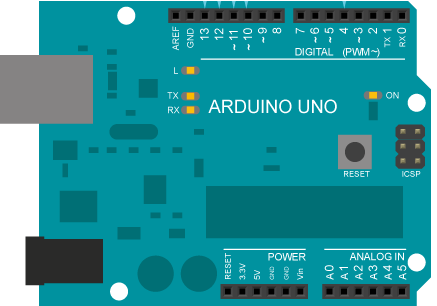 AREF
GND
13
12
~11
~10
~9
8
7
~6
~5
4
~3
2
TX 1
RX 0
DIGITAL (PWM~)
L
TX
RX
ARDUINO UNO
ON
RESET
ICSP
POWER
RESET
3.3V
5V
GND
GND
Vin
ANALOG IN
A0
A1
A2
A3
A4
A5